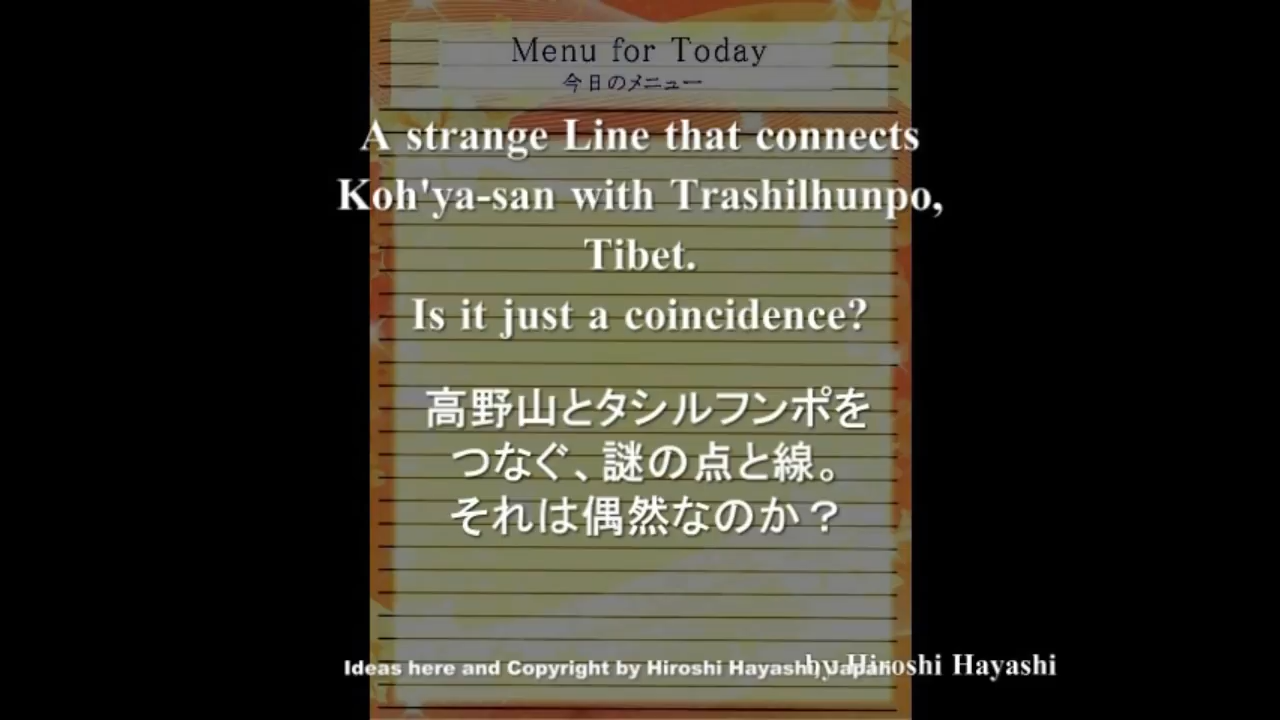 Menu for Today
今日のメニュー
A strange Line that connects
Koh'ya-san with Trashilhunpo,
Tibet.
Is it just a coincidence?
高野山とタシルフンポを
つなぐ、謎の点と線。
それは偶然なのか？
Ideas here and Copyright by Hiroshi Hayashi, Japan
by Hiroshi Hayashi